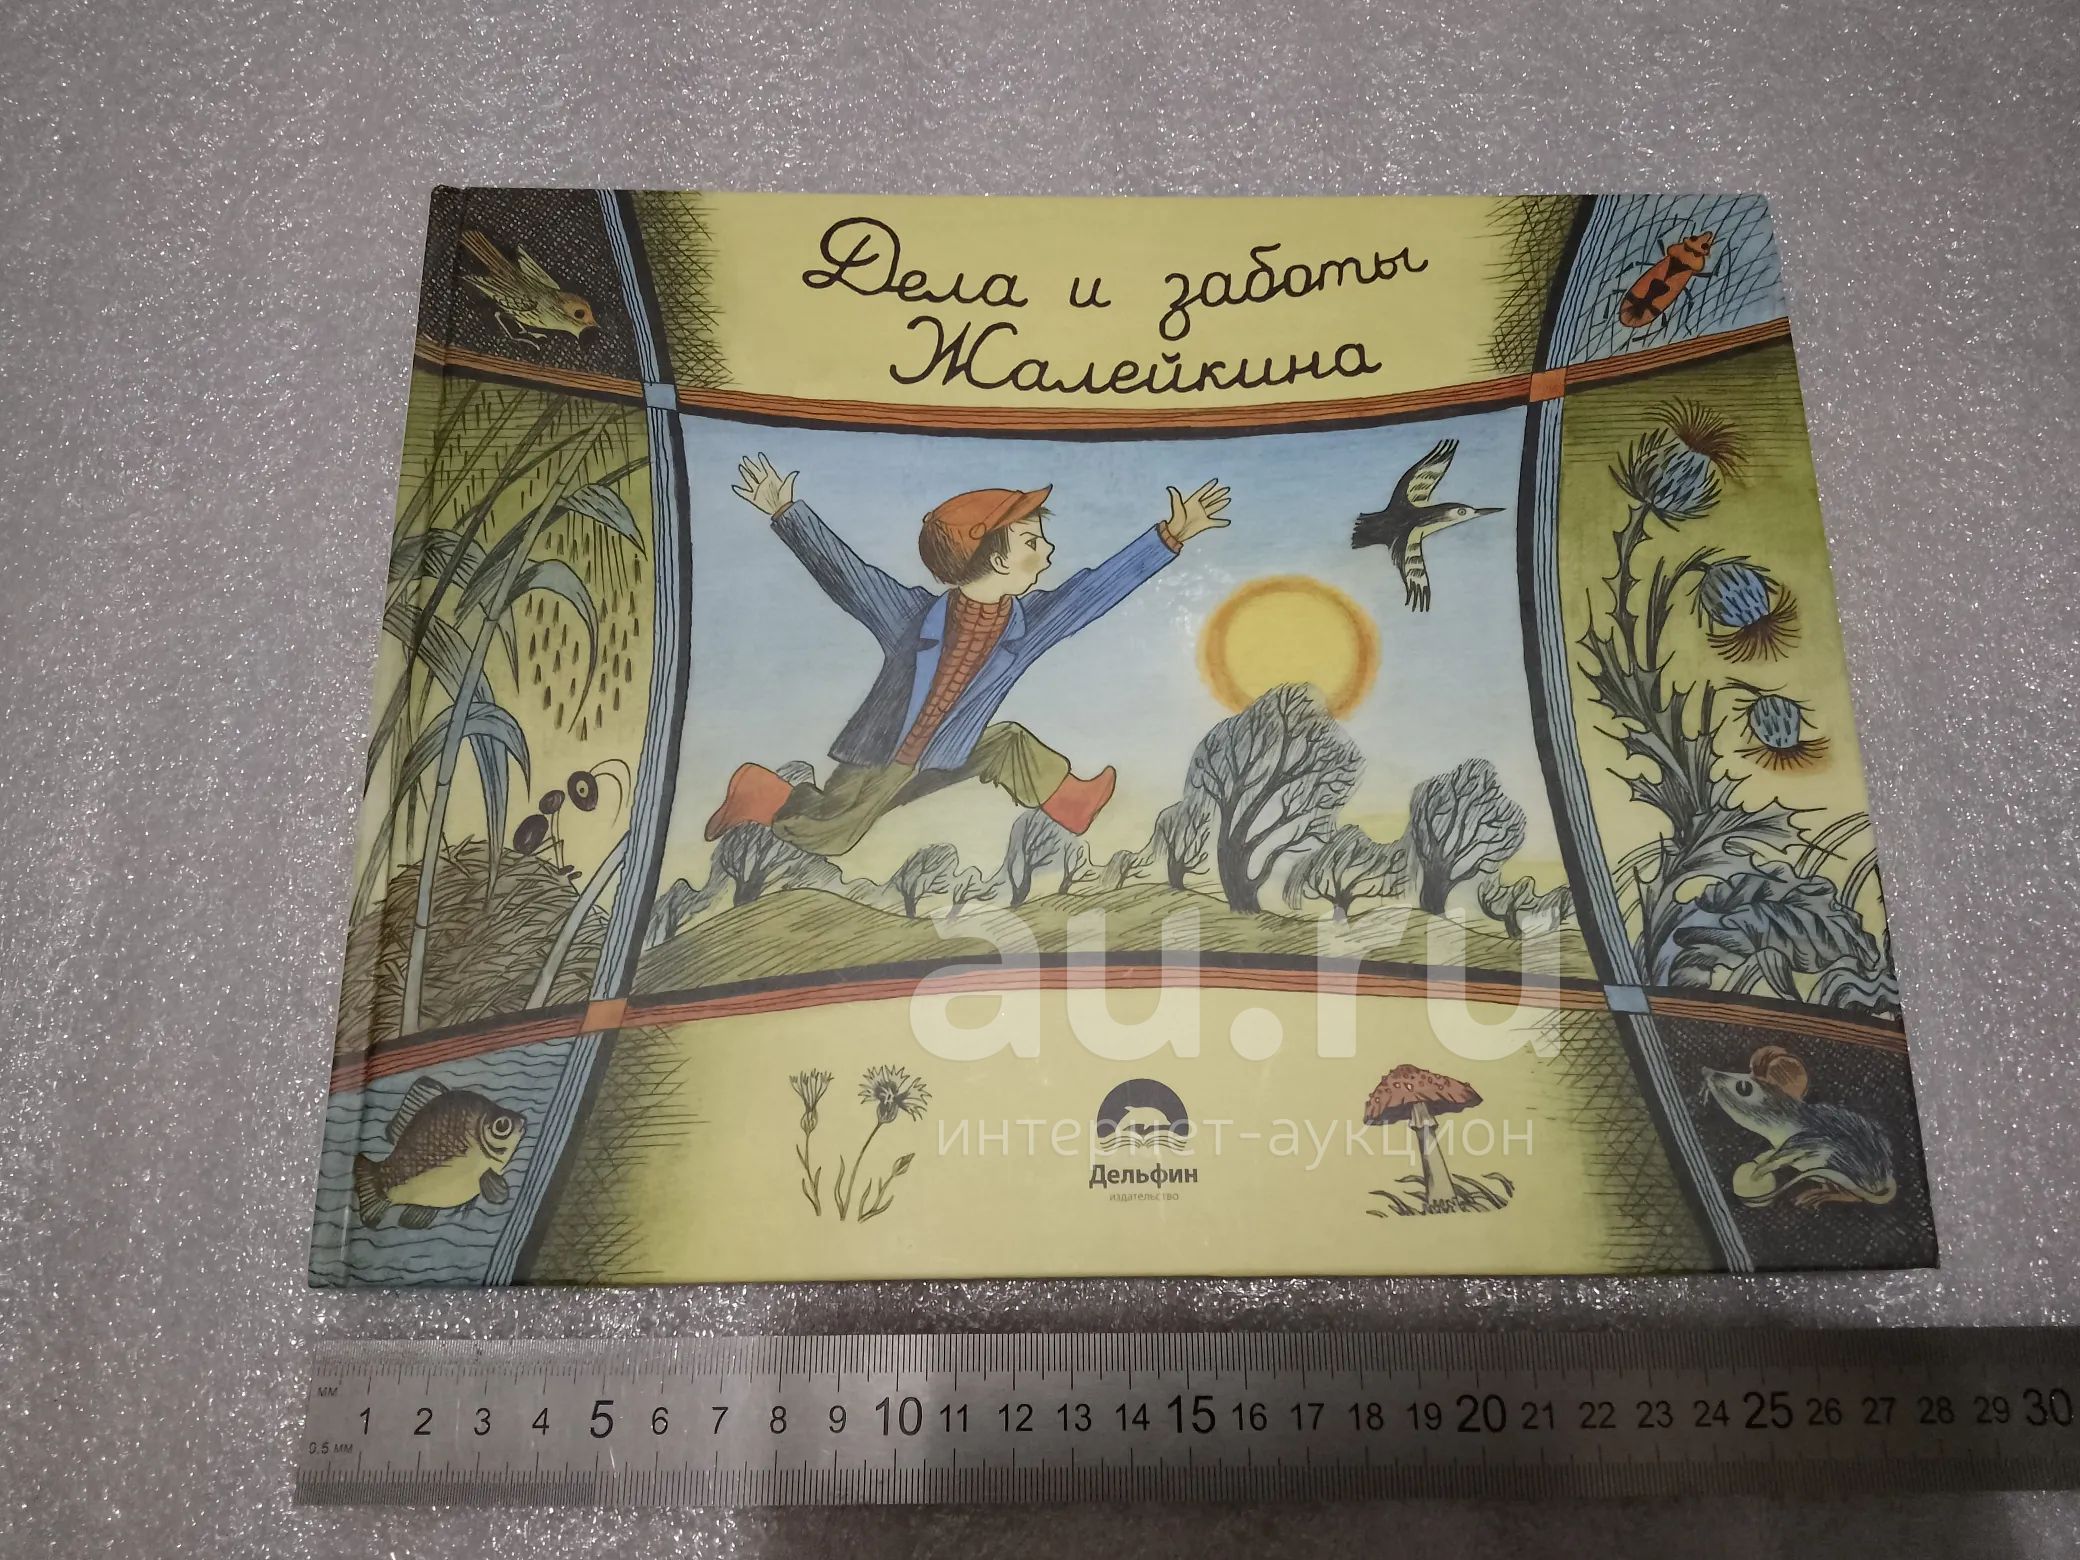 Дела и заботы
Жалейкина
au.ru
интернет-аукцион
Дельфин
издательство
мм
1 2 3 4 5 6 7 8 9 10 11 12 13 14 15 16 17 18 19 20 21 22 23 24 25 26 27 28 29 30
0.5 мм